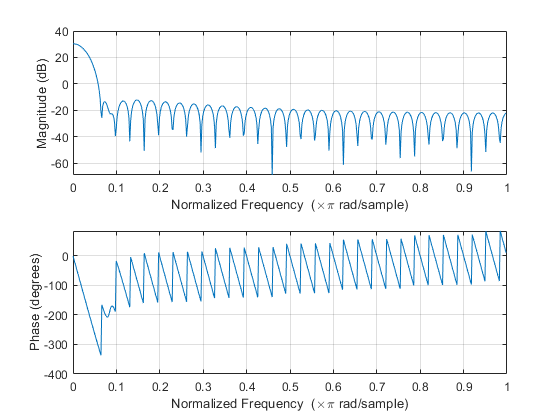 40
20
0
-20
-40
-60
Magnitude (dB)
0 0.1 0.2 0.3 0.4 0.5 0.6 0.7 0.8 0.9 1
Normalized Frequency (×π rad/sample)
0
-100
-200
-300
-400
Phase (degrees)
0 0.1 0.2 0.3 0.4 0.5 0.6 0.7 0.8 0.9 1
Normalized Frequency (×π rad/sample)